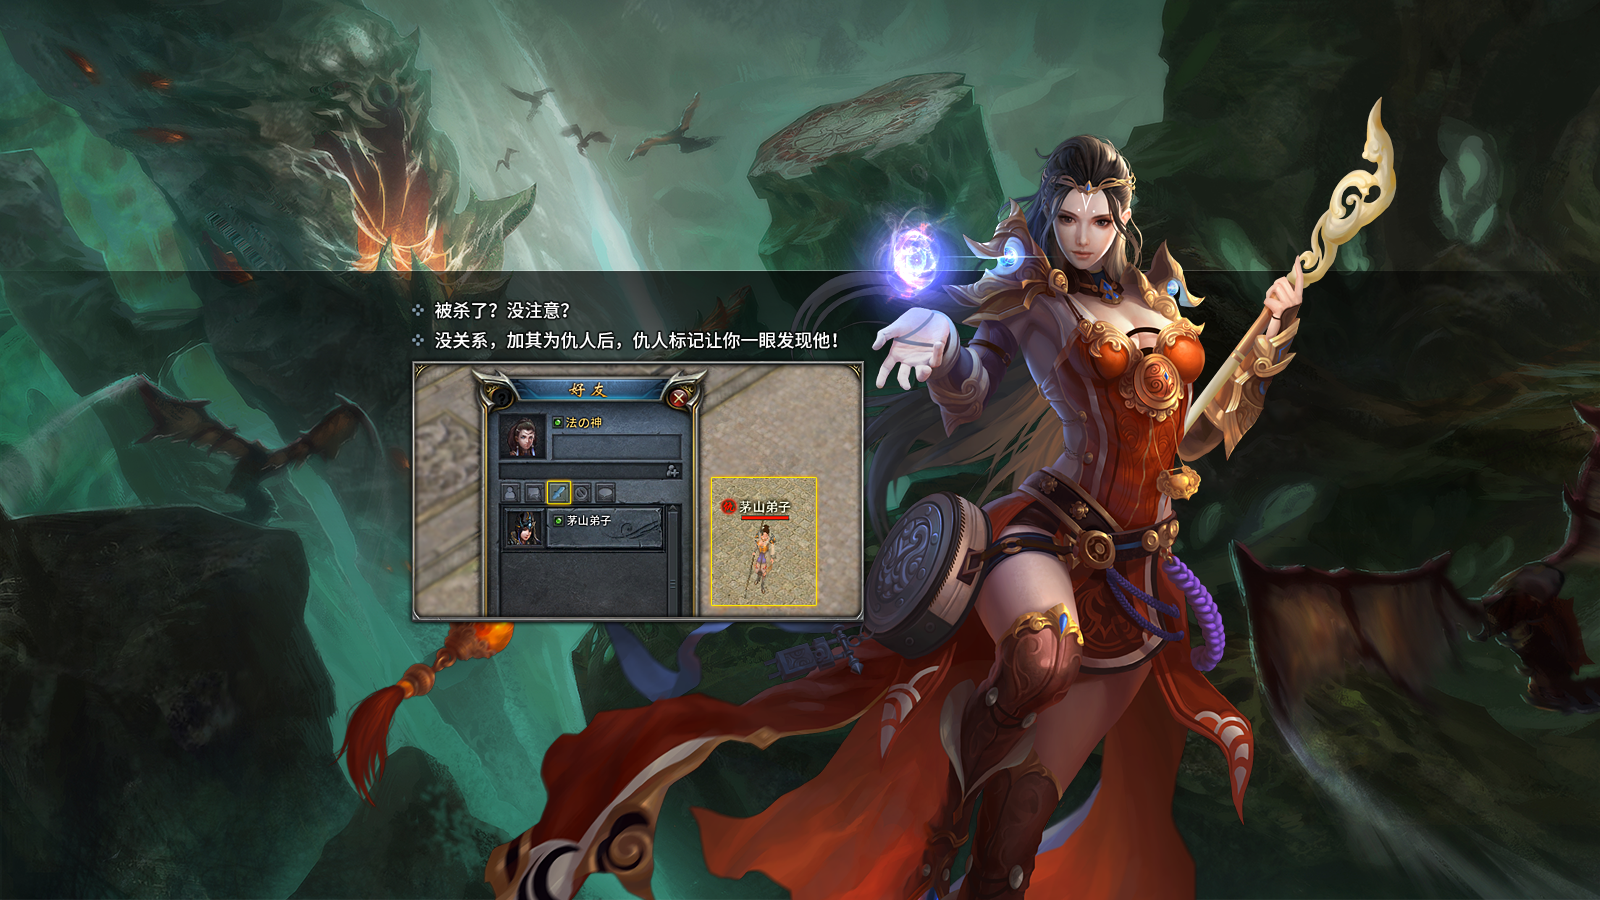 被杀了？没注意？
没关系，加其为仇人后，仇人标记让你一眼发现他！
好友
法の神
茅山弟子
茅山弟子